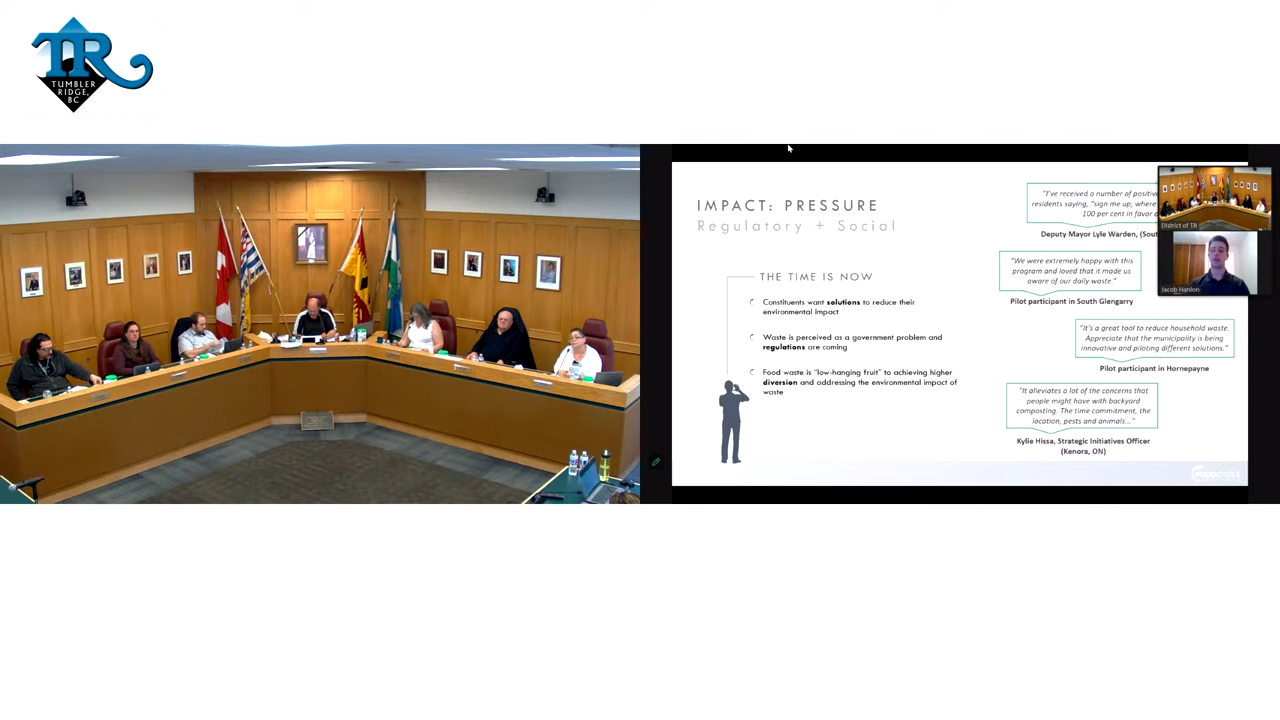 TR
TUMBLER
RIDGE,
BC
IMPACT: PRESSURE
Regulatory + Social
THE TIME IS NOW
Constituents want solutions to reduce their
environmental impact
Waste is perceived as a government problem and
regulations are coming
Food waste is "low-hanging fruit" to achieving higher
diversion and addressing the environmental impact of
waste
"I've received a number of positive
residents saying, "sign me up, where
100 per cent in favor
Deputy Mayor Lyle Warden, (Sout
"We were extremely happy with this
program and loved that it made us
aware of our daily waste."
Pilot participant in South Glengarry
"It's a great tool to reduce household waste.
Appreciate that the municipality is being
innovative and piloting different solutions."
Pilot participant in Hornepayne
"It alleviates a lot of the concerns that
people might have with backyard
composting. The time commitment, the
location, pests and animals..."
Kylie Hissa, Strategic Initiatives Officer
(Kenora, ON)
District of TR
Jacob Hanlon
FOODCYCLE